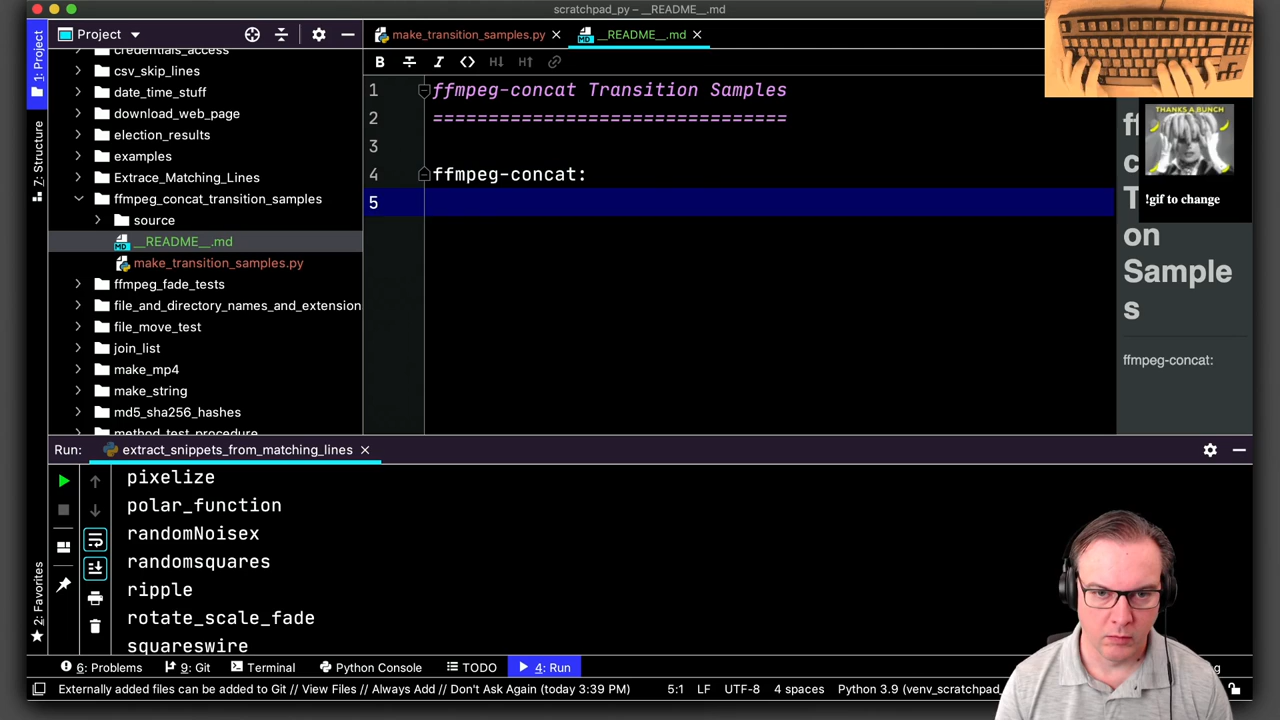 scratchpad_py – __README__.md
Project
make_transition_samples.py
__README__.md
1: Project
7: Structure
2: Favorites
credentials_access
csv_skip_lines
date_time_stuff
download_web_page
election_results
examples
Extrace_Matching_Lines
ffmpeg_concat_transition_samples
source
__README__.md
make_transition_samples.py
ffmpeg_fade_tests
file_and_directory_names_and_extension
file_move_test
join_list
make_mp4
make_string
md5_sha256_hashes
method_test_procedure
B
I
H
H
1 ffmpeg-concat Transition Samples
2 ================================
3
4 ffmpeg-concat:
5
THANKS A BUNCH
!gif to change
on
Sample
s
ffmpeg-concat:
Run: extract_snippets_from_matching_lines
pixelize
polar_function
randomNoisex
randomsquares
ripple
rotate_scale_fade
squareswire
6: Problems
9: Git
Terminal
Python Console
TODO
4: Run
Externally added files can be added to Git // View Files // Always Add // Don't Ask Again (today 3:39 PM)
5:1
LF
UTF-8
4 spaces
Python 3.9 (venv_scratchpad_